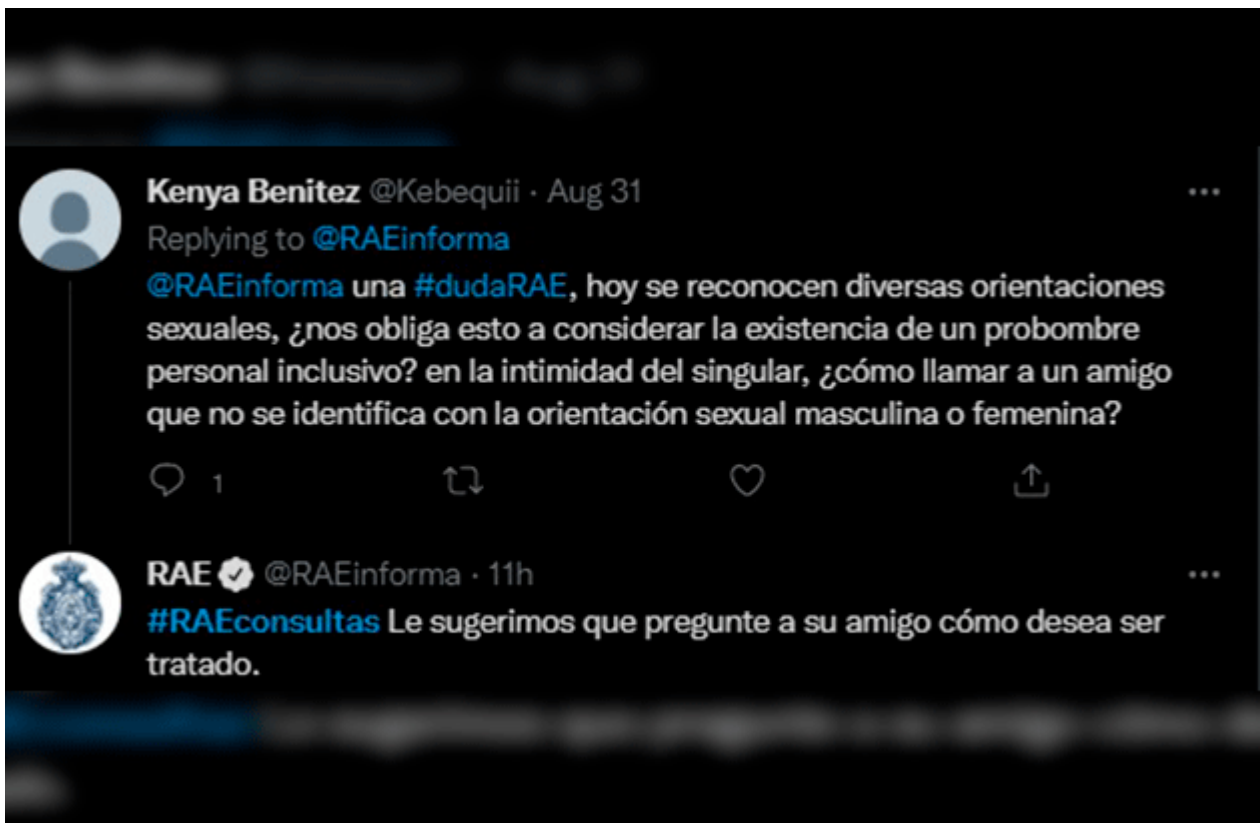 Kenya Benitez @Kebequii · Aug 31
Replying to @RAEinforma
@RAEinforma una #dudaRAE, hoy se reconocen diversas orientaciones
sexuales, ¿nos obliga esto a considerar la existencia de un probombre
personal inclusivo? en la intimidad del singular, ¿cómo llamar a un amigo
que no se identifica con la orientación sexual masculina o femenina?
1
RAE @RAEinforma · 11h
#RAEconsultas Le sugerimos que pregunte a su amigo cómo desea ser
tratado.